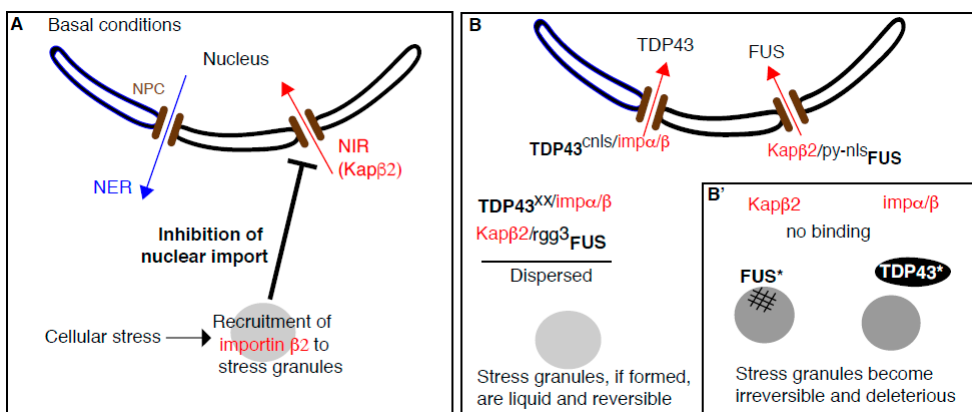 A Basal conditions
Nucleus
NPC
NER
NIR
(Kapβ2)
Inhibition of
nuclear import
Cellular stress
Recruitment of
importin β2 to
stress granules
B
TDP43
FUS
TDP43cnls/impα/β
Kapβ2/py-nlsFUS
TDP43XX/impα/β
Kapβ2/rgg3FUS
Dispersed
Stress granules, if formed,
are liquid and reversible
B'
Kapβ2 impα/β
no binding
FUS* TDP43*
Stress granules become
irreversible and deleterious